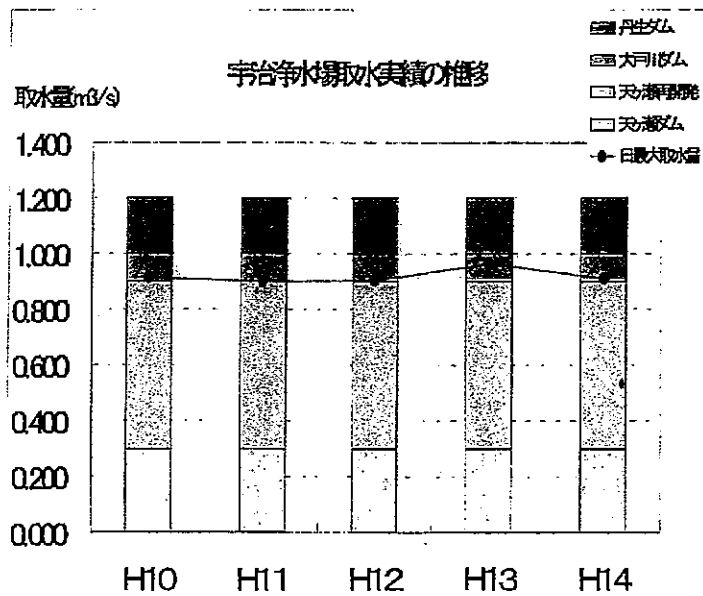 丹生ダム
大戸川ダム
天ヶ瀬再開発
天ヶ瀬ダム
日最大取水量
宇治浄水場取水実績の推移
取水量(m3/s)
1.400
1.200
1.000
0.800
0.600
0.400
0.200
0.000
H10 H11 H12 H13 H14